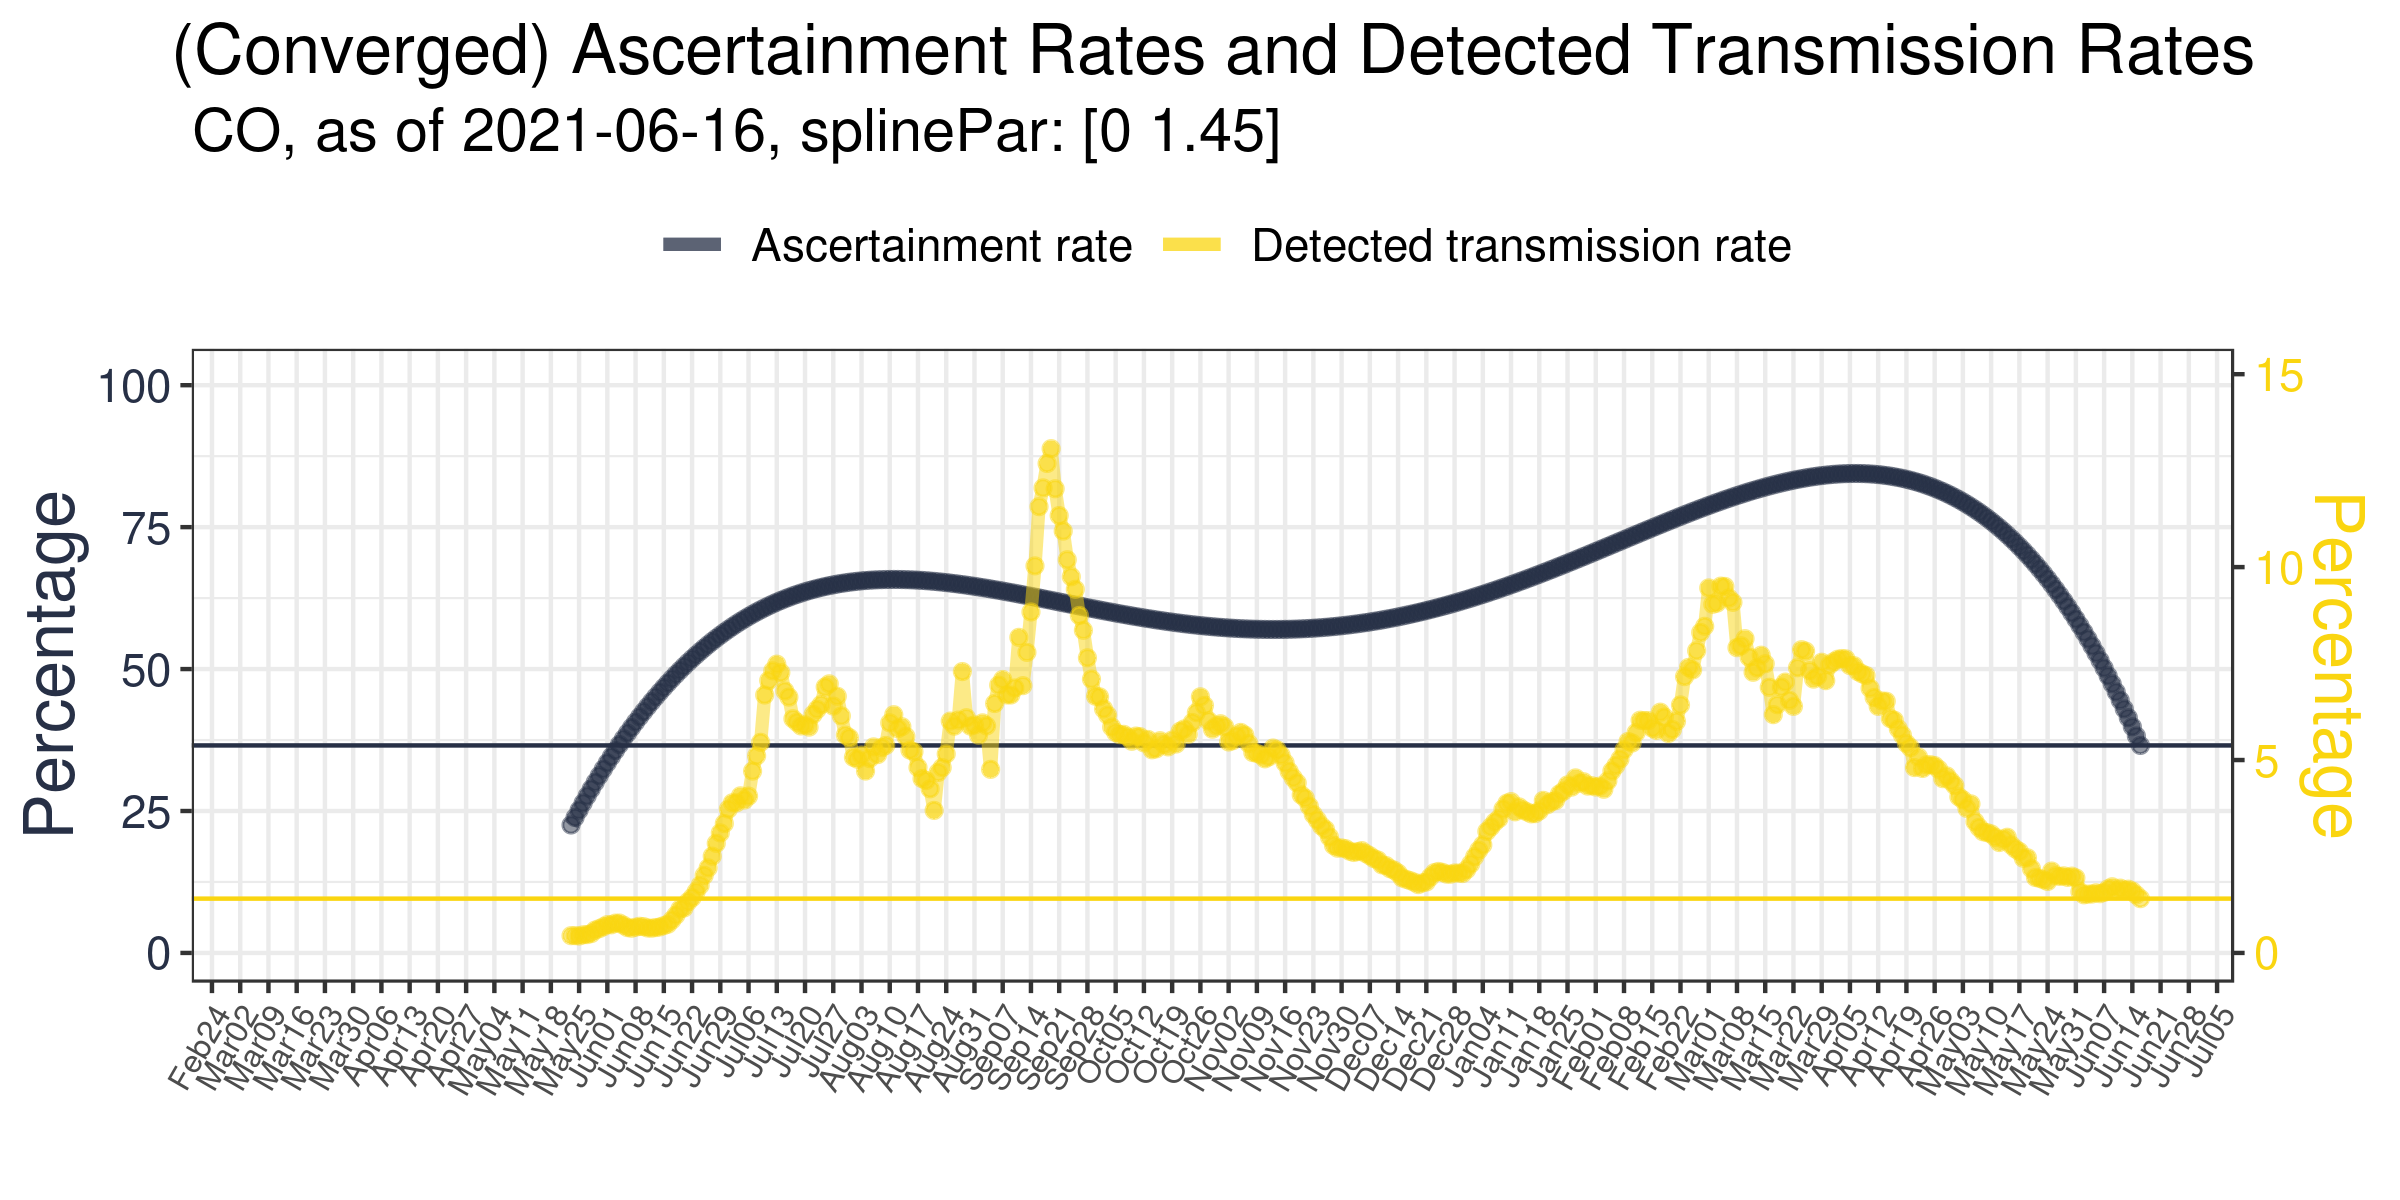 (Converged) Ascertainment Rates and Detected Transmission Rates
CO, as of 2021-06-16, splinePar: [0 1.45]
Ascertainment rate Detected transmission rate
Percentage
100
75
50
25
0
15
10
5
0
Percentage
Feb24 Mar02 Mar09 Mar16 Mar23 Mar30 Apr06 Apr13 Apr20 Apr27 May04 May11 May18 May25 Jun01 Jun08 Jun15 Jun22 Jun29 Jul06 Jul13 Jul20 Jul27 Aug03 Aug10 Aug17 Aug24 Aug31 Sep07 Sep14 Sep21 Sep28 Oct05 Oct12 Oct19 Oct26 Nov02 Nov09 Nov16 Nov23 Nov30 Dec07 Dec14 Dec21 Dec28 Jan04 Jan11 Jan18 Jan25 Feb01 Feb08 Feb15 Feb22 Mar01 Mar08 Mar15 Mar22 Mar29 Apr05 Apr12 Apr19 Apr26 May03 May10 May17 May24 May31 Jun07 Jun14 Jun21 Jun28 Jul05